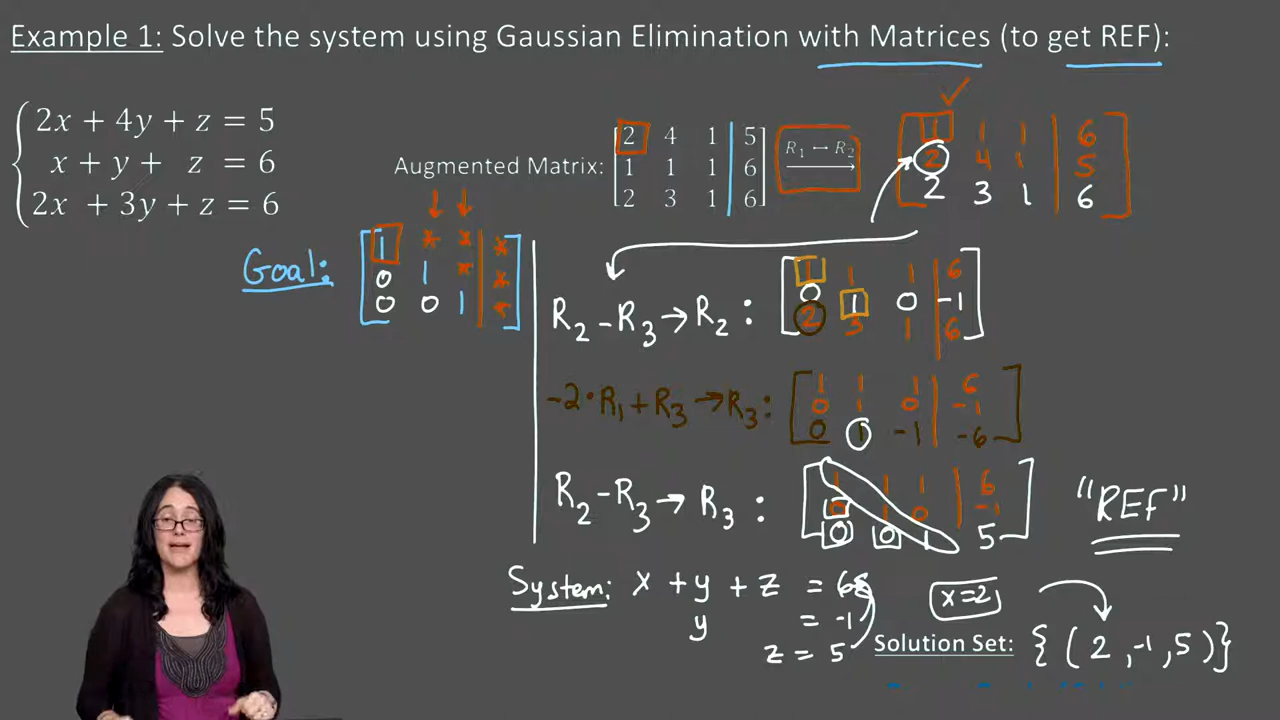 Example 1: Solve the system using Gaussian Elimination with Matrices (to get REF):
2x + 4y + z = 5
x + y + z = 6
2x + 3y + z = 6
Augmented Matrix:
2 4 1 5
1 1 1 6
2 3 1 6
R₁ ↔ R₂
1 1 1 6
2 4 1 5
2 3 1 6
Goal:
1 * * *
0 1 * *
0 0 1 *
R₂ - R₃ → R₂ :
1 1 1 6
0 1 0 -1
2 3 1 6
-2 • R₁ + R₃ → R₃ :
1 1 1 6
0 1 0 -1
0 1 -1 -6
R₂ - R₃ → R₃ :
1 1 1 6
0 1 0 -1
0 0 1 5
"REF"
System: x + y + z = 6
y = -1
z = 5
x = 2
Solution Set: {(2, -1, 5)}